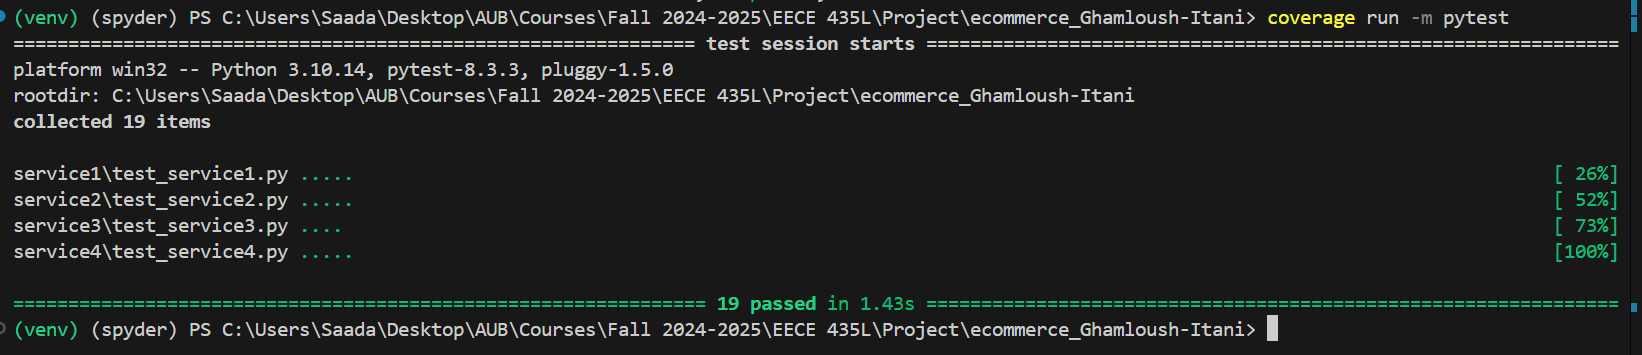 (venv) (spyder) PS C:\Users\Saada\Desktop\AUB\Courses\Fall 2024-2025\EECE 435L\Project\ecommerce_Ghamloush-Itani> coverage run -m pytest
============================================================== test session starts ===============================================================
platform win32 -- Python 3.10.14, pytest-8.3.3, pluggy-1.5.0
rootdir: C:\Users\Saada\Desktop\AUB\Courses\Fall 2024-2025\EECE 435L\Project\ecommerce_Ghamloush-Itani
collected 19 items
service1\test_service1.py ..... [ 26%]
service2\test_service2.py ..... [ 52%]
service3\test_service3.py .... [ 73%]
service4\test_service4.py ..... [100%]
=============================================================== 19 passed in 1.43s ===============================================================
(venv) (spyder) PS C:\Users\Saada\Desktop\AUB\Courses\Fall 2024-2025\EECE 435L\Project\ecommerce_Ghamloush-Itani>